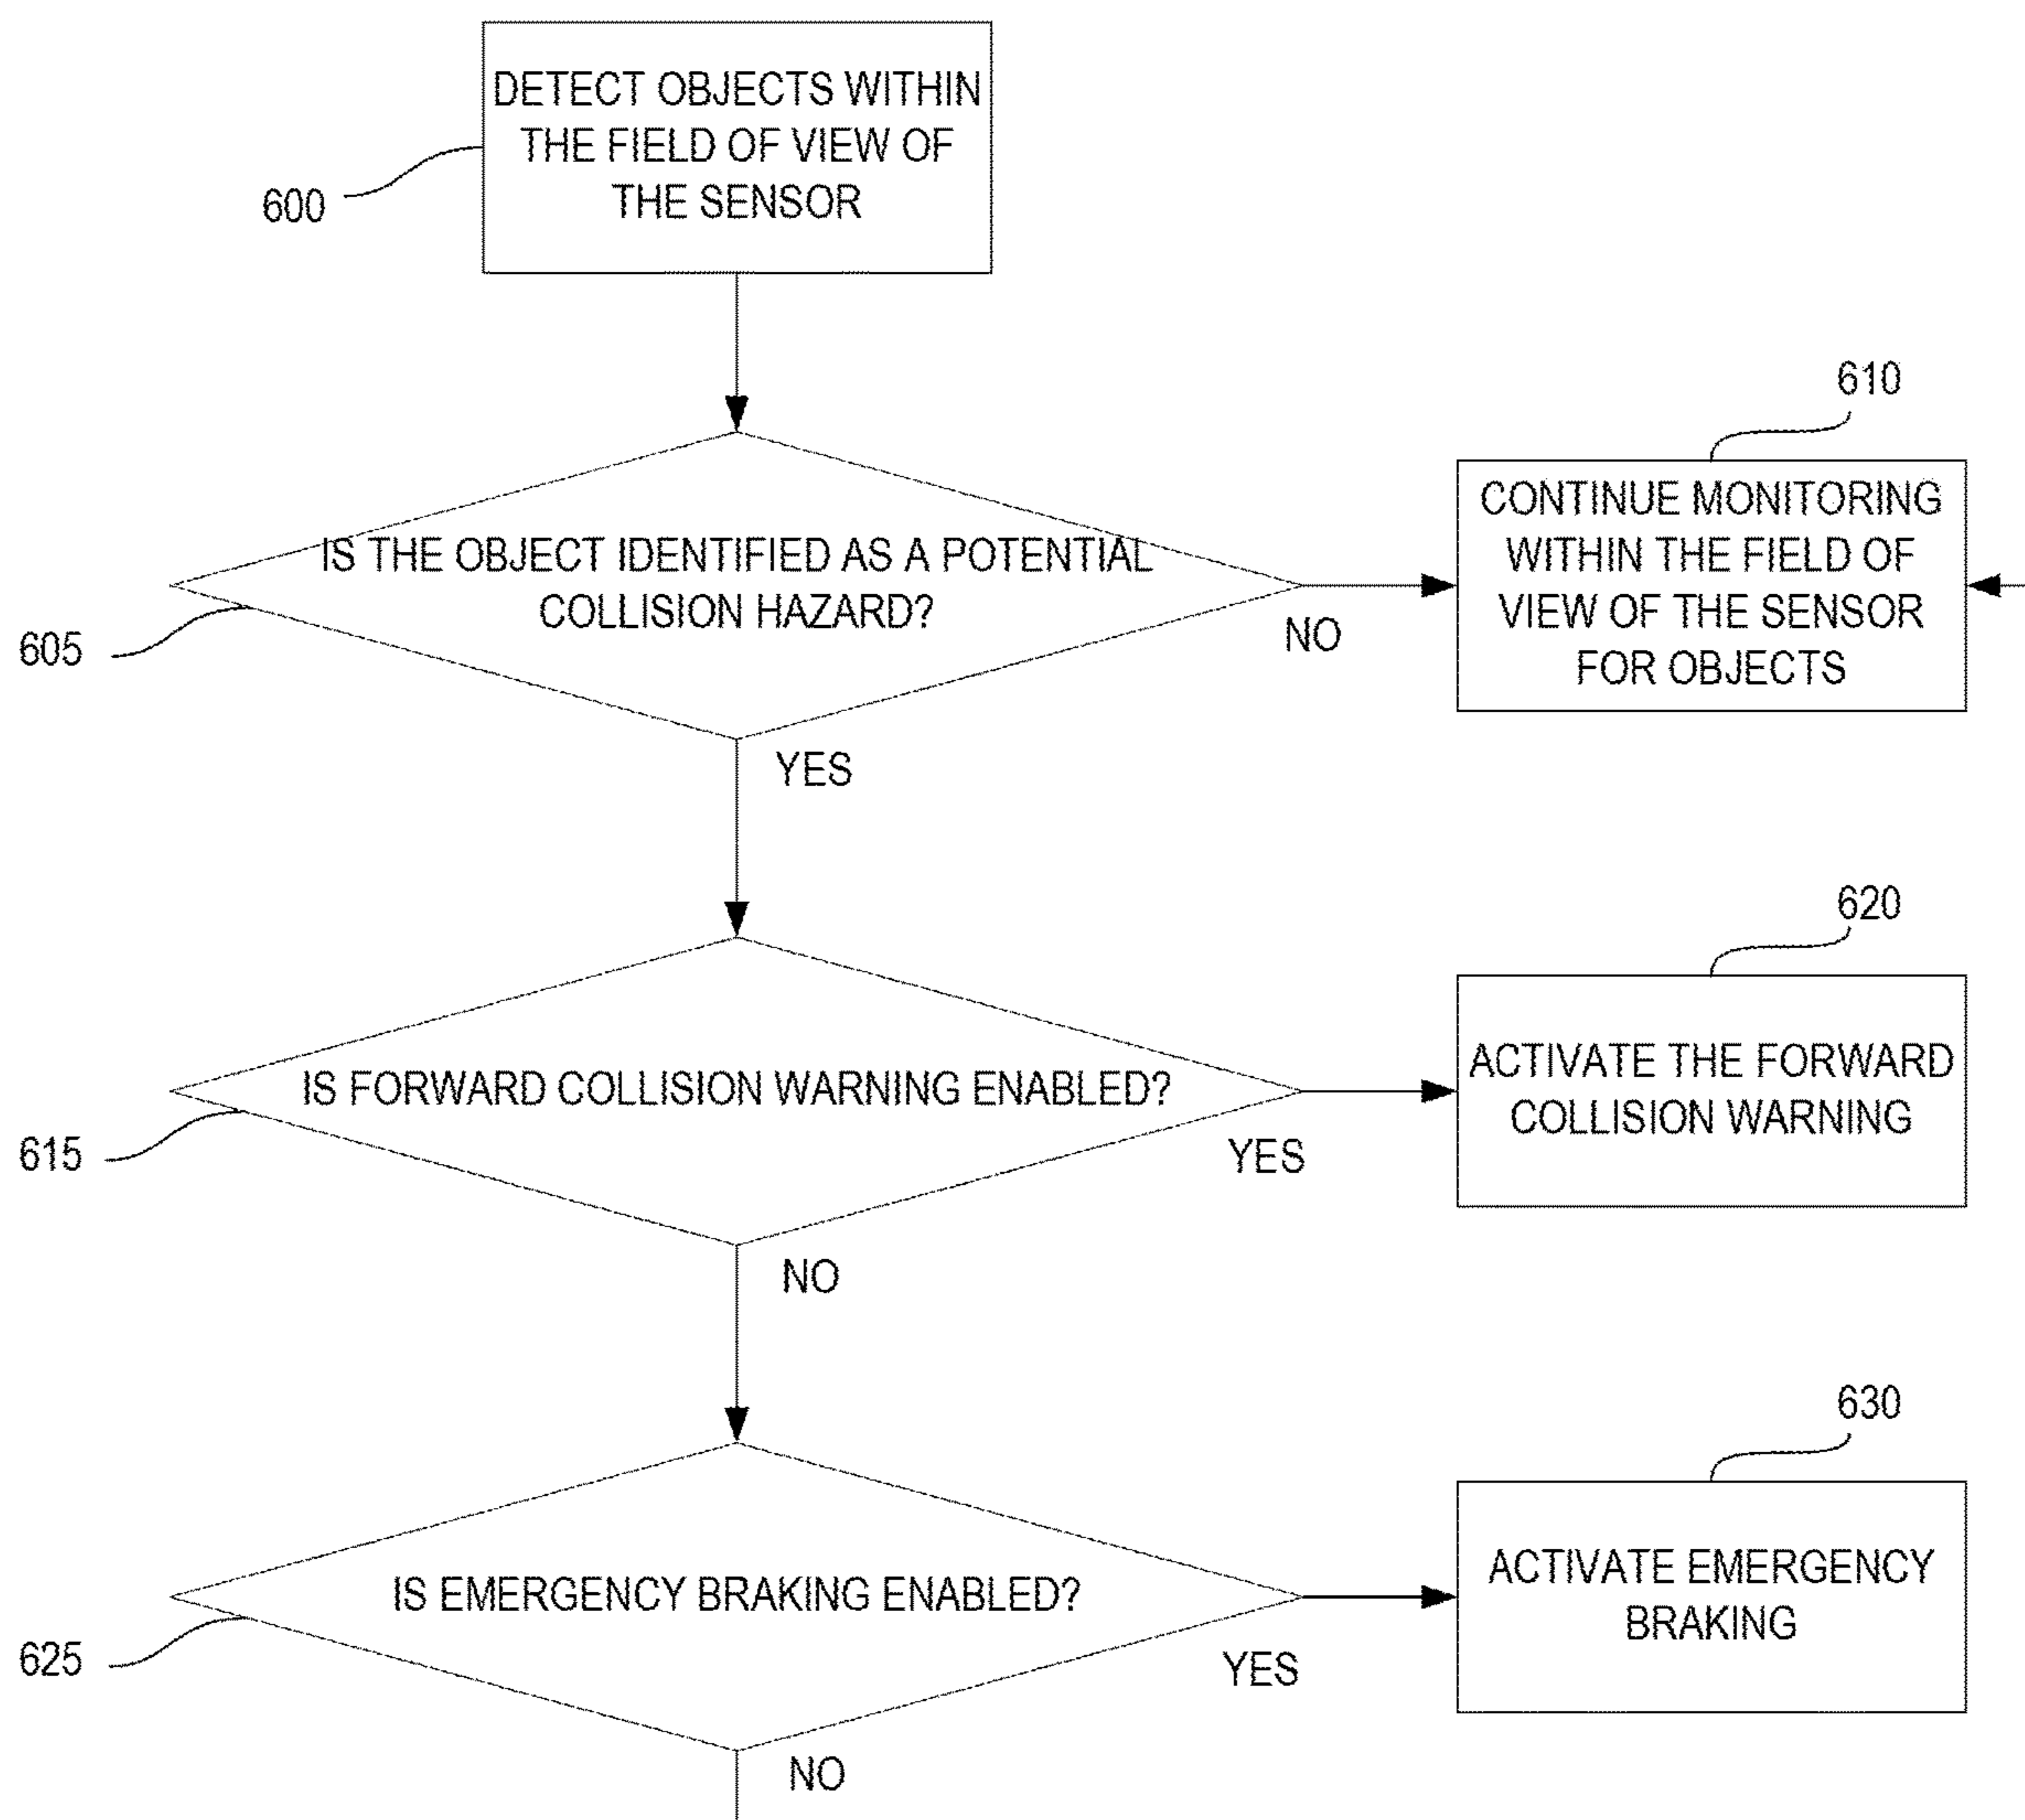 DETECT OBJECTS WITHIN
THE FIELD OF VIEW OF
THE SENSOR
600
610
CONTINUE MONITORING
WITHIN THE FIELD OF
VIEW OF THE SENSOR
FOR OBJECTS
IS THE OBJECT IDENTIFIED AS A POTENTIAL
COLLISION HAZARD?
605
NO
YES
620
ACTIVATE THE FORWARD
COLLISION WARNING
IS FORWARD COLLISION WARNING ENABLED?
615
YES
NO
630
ACTIVATE EMERGENCY
BRAKING
IS EMERGENCY BRAKING ENABLED?
625
YES
NO